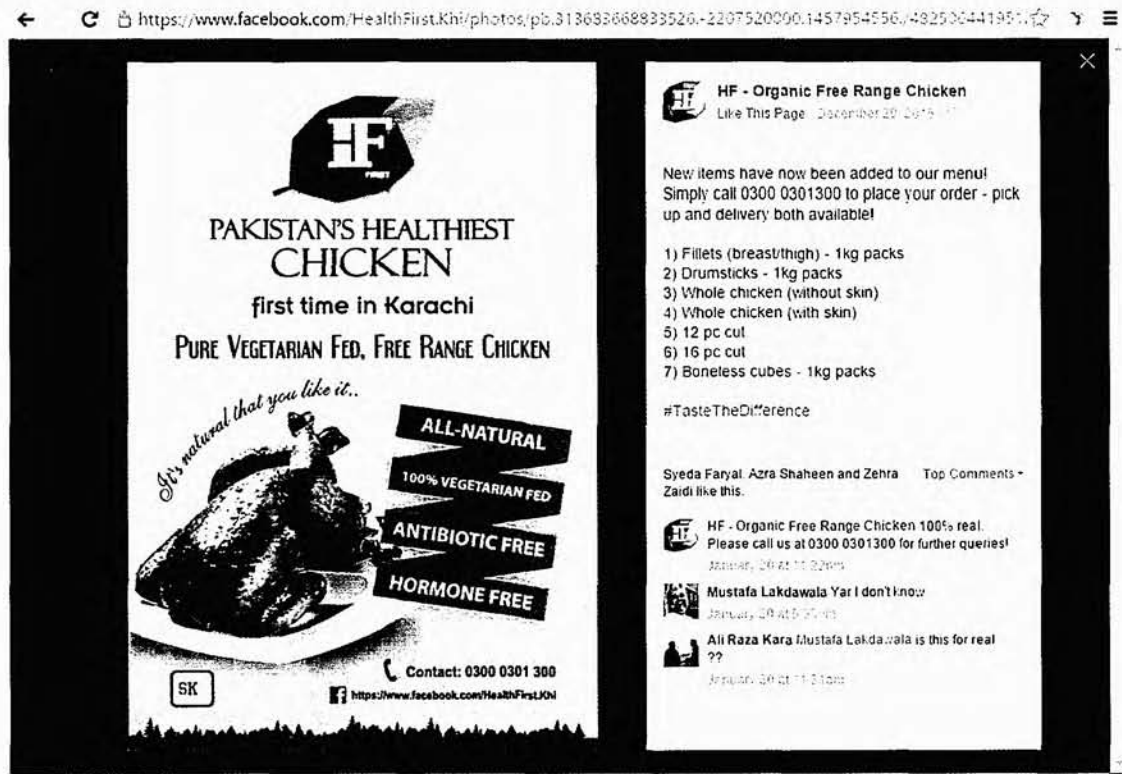 https://www.facebook.com/HealthFirst.Khi/photos/pb.313683668833526.-2207520000.1457954556./
HF
FIRST
PAKISTAN'S HEALTHIEST
CHICKEN
first time in Karachi
PURE VEGETARIAN FED, FREE RANGE CHICKEN
It's natural that you like it..
ALL-NATURAL
100% VEGETARIAN FED
ANTIBIOTIC FREE
HORMONE FREE
Contact: 0300 0301 300
https://www.facebook.com/HealthFirst.Khi
SK
HF
HF - Organic Free Range Chicken
Like This Page
New items have now been added to our menu!
Simply call 0300 0301300 to place your order - pick
up and delivery both available!
1) Fillets (breast/thigh) - 1kg packs
2) Drumsticks - 1kg packs
3) Whole chicken (without skin)
4) Whole chicken (with skin)
5) 12 pc cut
6) 16 pc cut
7) Boneless cubes - 1kg packs
#TasteTheDifference
Syeda Faryal, Azra Shaheen and Zehra
Zaidi like this.
Top Comments
HF
HF - Organic Free Range Chicken 100% real.
Please call us at 0300 0301300 for further queries!
Mustafa Lakdawala Yar I don't know
Ali Raza Kara Mustafa Lakdawala is this for real
??